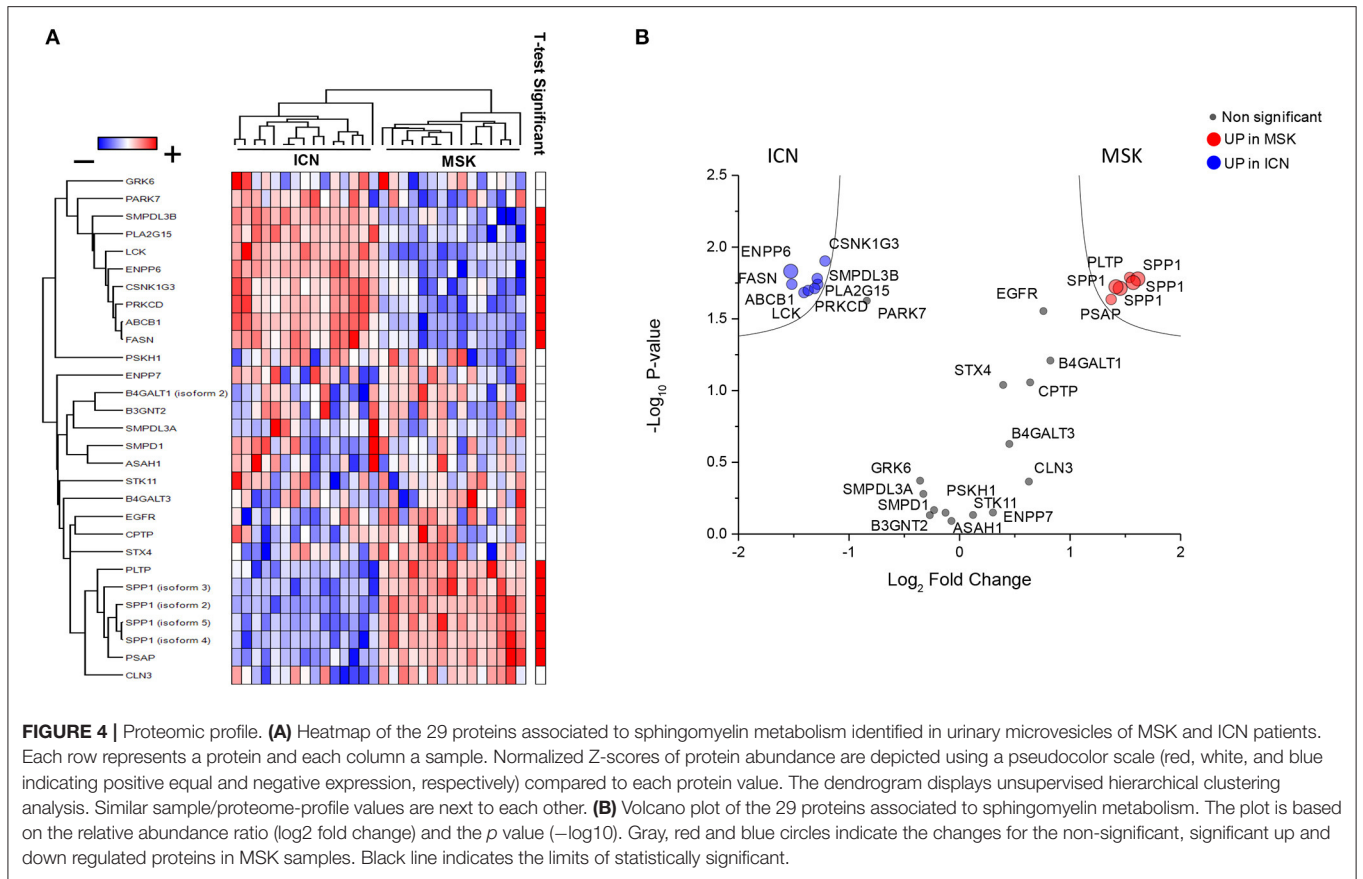 A
B
T-test Significant
−
+
ICN
MSK
GRK6
PARK7
SMPDL3B
PLA2G15
LCK
ENPP6
CSNK1G3
PRKCD
ABCB1
FASN
PSKH1
ENPP7
B4GALT1 (isoform 2)
B3GNT2
SMPDL3A
SMPD1
ASAH1
STK11
B4GALT3
EGFR
CPTP
STX4
PLTP
SPP1 (isoform 3)
SPP1 (isoform 2)
SPP1 (isoform 5)
SPP1 (isoform 4)
PSAP
CLN3
Non significant
UP in MSK
UP in ICN
ICN
MSK
2.5
2.0
1.5
1.0
0.5
0.0
-Log10 P-value
-2
-1
0
1
2
Log2 Fold Change
ENPP6
CSNK1G3
FASN
SMPDL3B
ABCB1
PLA2G15
LCK
PRKCD
PARK7
PLTP
SPP1
SPP1
SPP1
SPP1
PSAP
EGFR
B4GALT1
STX4
CPTP
B4GALT3
GRK6
CLN3
SMPDL3A
PSKH1
SMPD1
STK11
ENPP7
B3GNT2
ASAH1
FIGURE 4 | Proteomic profile. (A) Heatmap of the 29 proteins associated to sphingomyelin metabolism identified in urinary microvesicles of MSK and ICN patients.
Each row represents a protein and each column a sample. Normalized Z-scores of protein abundance are depicted using a pseudocolor scale (red, white, and blue
indicating positive equal and negative expression, respectively) compared to each protein value. The dendrogram displays unsupervised hierarchical clustering
analysis. Similar sample/proteome-profile values are next to each other. (B) Volcano plot of the 29 proteins associated to sphingomyelin metabolism. The plot is based
on the relative abundance ratio (log2 fold change) and the p value (−log10). Gray, red and blue circles indicate the changes for the non-significant, significant up and
down regulated proteins in MSK samples. Black line indicates the limits of statistically significant.